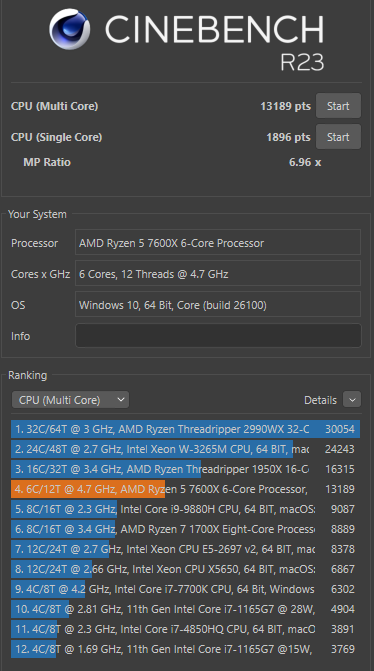 CINEBENCH
R23
CPU (Multi Core) 13189 pts Start
CPU (Single Core) 1896 pts Start
MP Ratio 6.96 x
Your System
Processor AMD Ryzen 5 7600X 6-Core Processor
Cores x GHz 6 Cores, 12 Threads @ 4.7 GHz
OS Windows 10, 64 Bit, Core (build 26100)
Info
Ranking
CPU (Multi Core) Details
1. 32C/64T @ 3 GHz, AMD Ryzen Threadripper 2990WX 32-C 30054
2. 24C/48T @ 2.7 GHz, Intel Xeon W-3265M CPU, 64 BIT, mac 24243
3. 16C/32T @ 3.4 GHz, AMD Ryzen Threadripper 1950X 16-C 16315
4. 6C/12T @ 4.7 GHz, AMD Ryzen 5 7600X 6-Core Processor, 13189
5. 8C/16T @ 2.3 GHz, Intel Core i9-9880H CPU, 64 BIT, macOS 9087
6. 8C/16T @ 3.4 GHz, AMD Ryzen 7 1700X Eight-Core Process 8889
7. 12C/24T @ 2.7 GHz, Intel Xeon CPU E5-2697 v2, 64 BIT, mac 8378
8. 12C/24T @ 2.66 GHz, Intel Xeon CPU X5650, 64 BIT, macOS 6867
9. 4C/8T @ 4.2 GHz, Intel Core i7-7700K CPU, 64 Bit, Windows 6302
10. 4C/8T @ 2.81 GHz, 11th Gen Intel Core i7-1165G7 @ 28W, 4904
11. 4C/8T @ 2.3 GHz, Intel Core i7-4850HQ CPU, 64 BIT, macO 3891
12. 4C/8T @ 1.69 GHz, 11th Gen Intel Core i7-1165G7 @15W, 3769